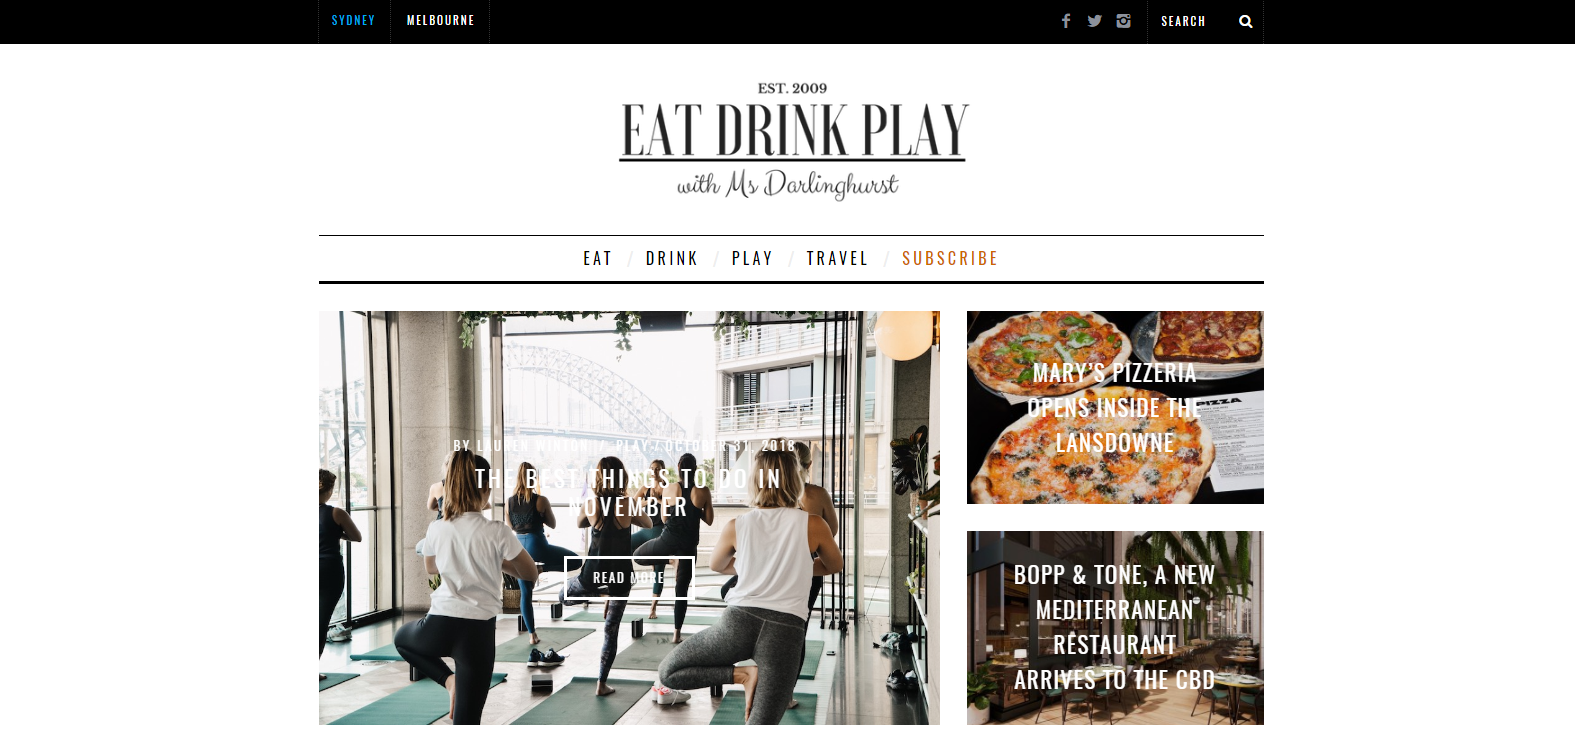 SYDNEY
MELBOURNE
SEARCH
EST. 2009
EAT DRINK PLAY
with Ms Darlinghurst
EAT / DRINK / PLAY / TRAVEL / SUBSCRIBE
BY LAUREN WINTON // PLAY / OCTOBER 31, 2018
THE BEST THINGS TO DO IN
NOVEMBER
READ MORE
MARY'S PIZZERIA
OPENS INSIDE THE
LANSDOWNE
PIZZA
BOPP & TONE, A NEW
MEDITERRANEAN
RESTAURANT
ARRIVES TO THE CBD